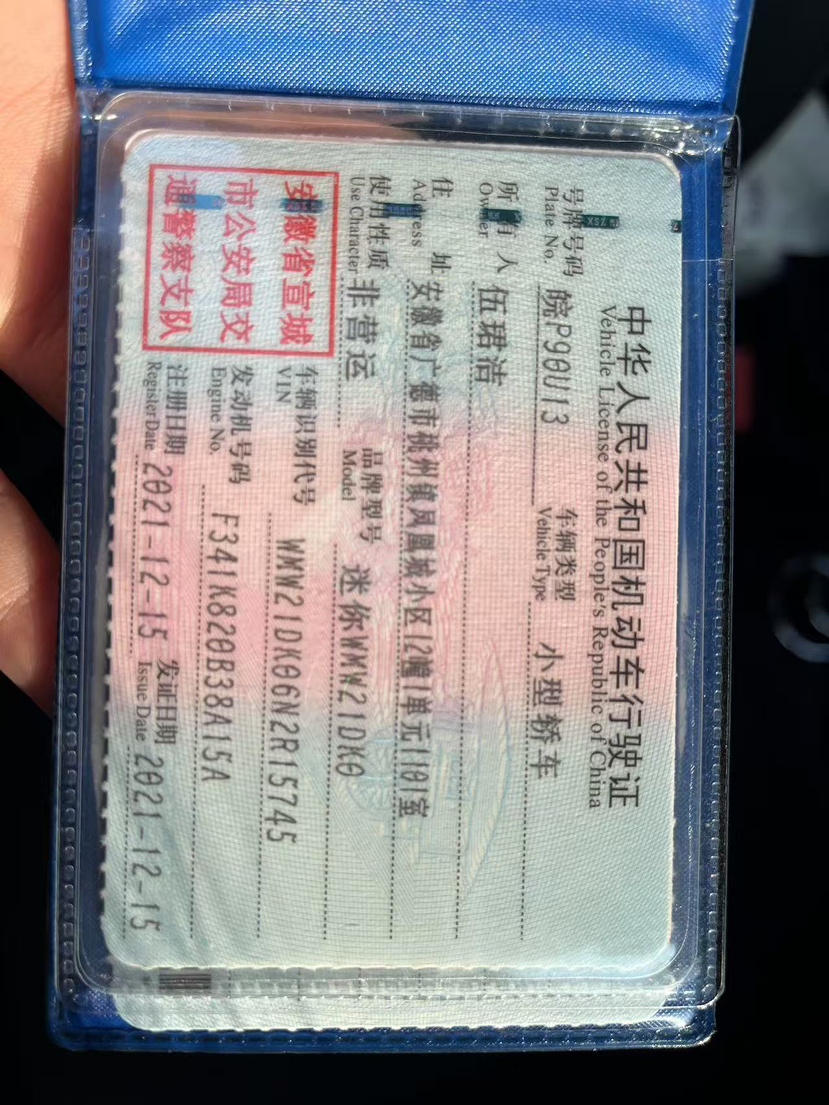 中华人民共和国机动车行驶证
Vehicle License of the People's Republic of China
号牌号码 皖P90U13 车辆类型 小型轿车
Plate No. Vehicle Type
所有人 伍珺洁
Owner
住址 安徽省广德市桃州镇凤凰城小区12幢1单元1101室
Address
使用性质 非营运 品牌型号 迷你WMW21DK0
Use Character Model
安徽省宣城
市公安局交
通警察支队
车辆识别代号 WMW21DK06N2R15745
VIN
发动机号码 F341K820B38A15A
Engine No.
注册日期 2021-12-15 发证日期 2021-12-15
Register Date Issue Date